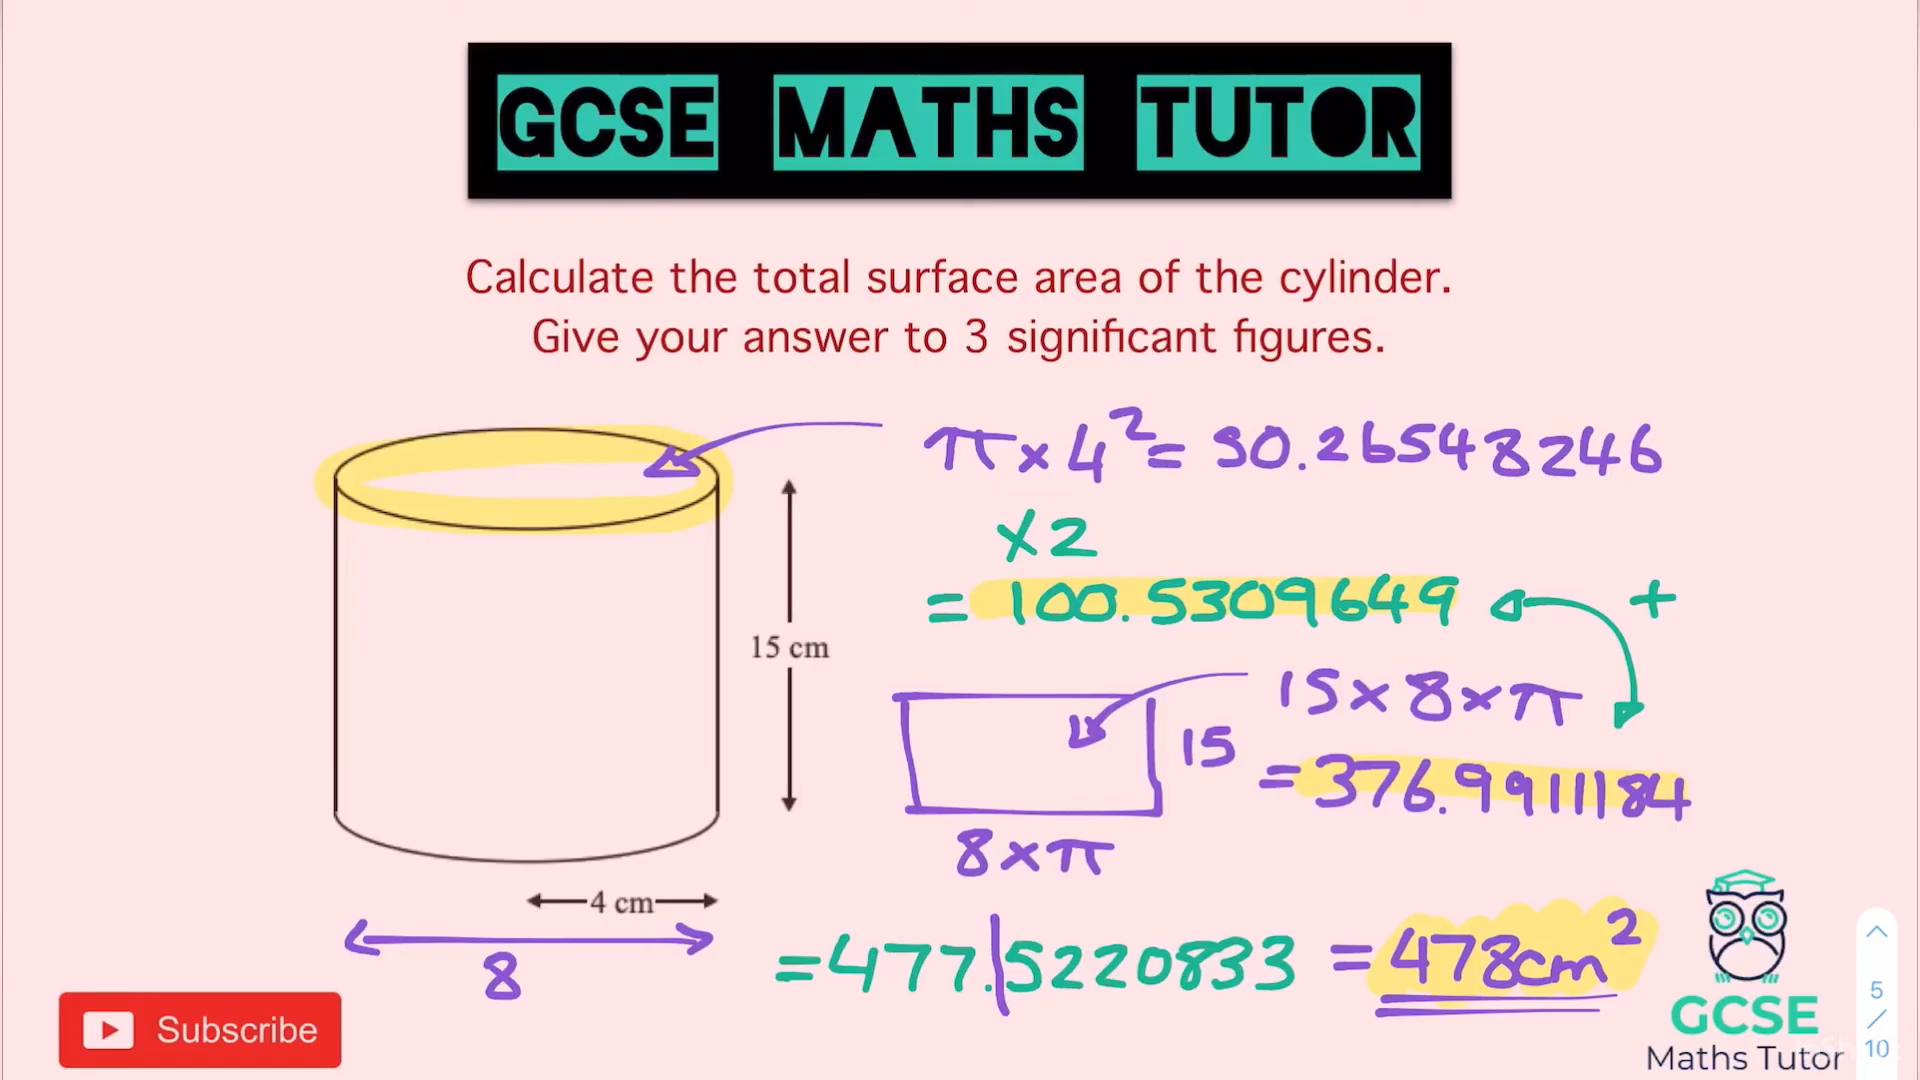 GCSE MATHS TUTOR
Calculate the total surface area of the cylinder.
Give your answer to 3 significant figures.
π×4²= 50.26548246
×2
= 100.5309649
+
15 cm
15×8×π
15
= 376.9911184
8×π
4 cm
8
=477.|5220833 = 478cm²
Subscribe
GCSE
Maths Tutor
5
/
10